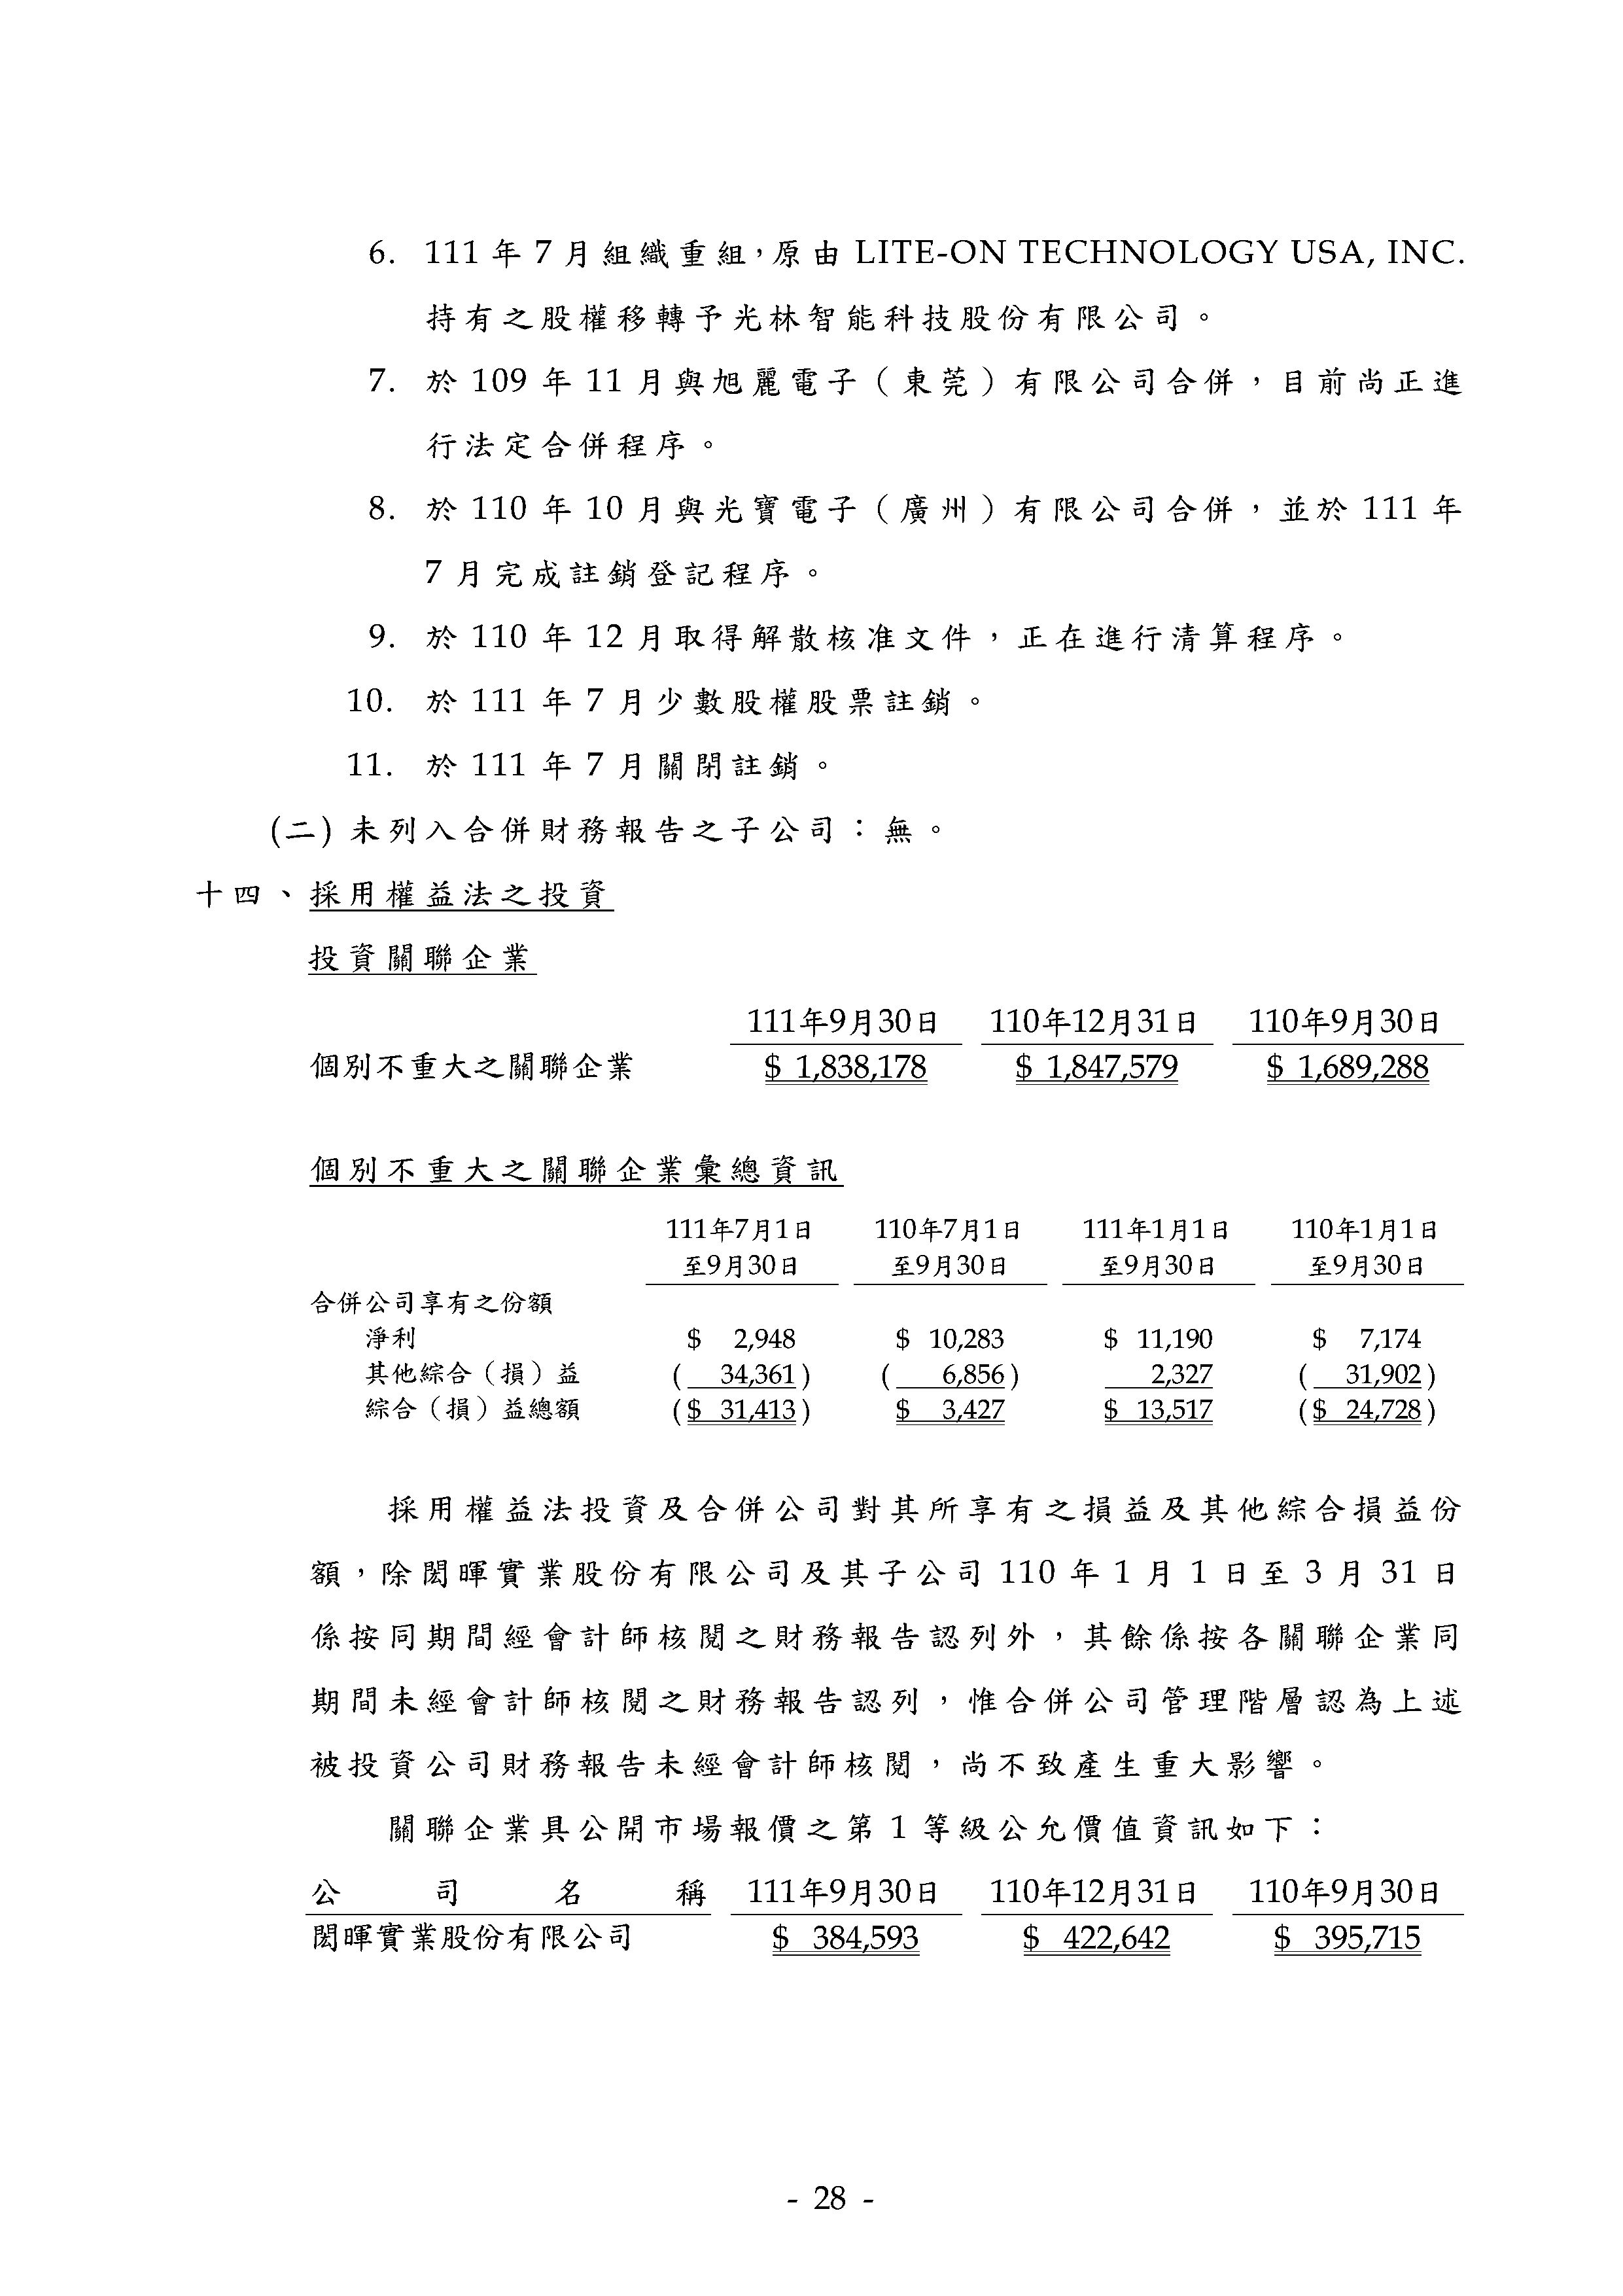 6. 111 年 7 月組織重組，原由 LITE-ON TECHNOLOGY USA, INC.
持有之股權移轉予光林智能科技股份有限公司。
7. 於 109 年 11 月與旭麗電子（東莞）有限公司合併，目前尚正進
行法定合併程序。
8. 於 110 年 10 月與光寶電子（廣州）有限公司合併，並於 111 年
7 月完成註銷登記程序。
9. 於 110 年 12 月取得解散核准文件，正在進行清算程序。
10. 於 111 年 7 月少數股權股票註銷。
11. 於 111 年 7 月關閉註銷。
(二) 未列入合併財務報告之子公司：無。
十四、採用權益法之投資
投資關聯企業
111年9月30日 110年12月31日 110年9月30日
個別不重大之關聯企業 $ 1,838,178 $ 1,847,579 $ 1,689,288
個別不重大之關聯企業彙總資訊
111年7月1日 110年7月1日 111年1月1日 110年1月1日
至9月30日 至9月30日 至9月30日 至9月30日
合併公司享有之份額
淨利 $ 2,948 $ 10,283 $ 11,190 $ 7,174
其他綜合（損）益 ( 34,361 ) ( 6,856 ) 2,327 ( 31,902 )
綜合（損）益總額 ( $ 31,413 ) $ 3,427 $ 13,517 ( $ 24,728 )
採用權益法投資及合併公司對其所享有之損益及其他綜合損益份
額，除閎暉實業股份有限公司及其子公司 110 年 1 月 1 日至 3 月 31 日
係按同期間經會計師核閱之財務報告認列外，其餘係按各關聯企業同
期間未經會計師核閱之財務報告認列，惟合併公司管理階層認為上述
被投資公司財務報告未經會計師核閱，尚不致產生重大影響。
關聯企業具公開市場報價之第 1 等級公允價值資訊如下：
公司名稱 111年9月30日 110年12月31日 110年9月30日
閎暉實業股份有限公司 $ 384,593 $ 422,642 $ 395,715
- 28 -